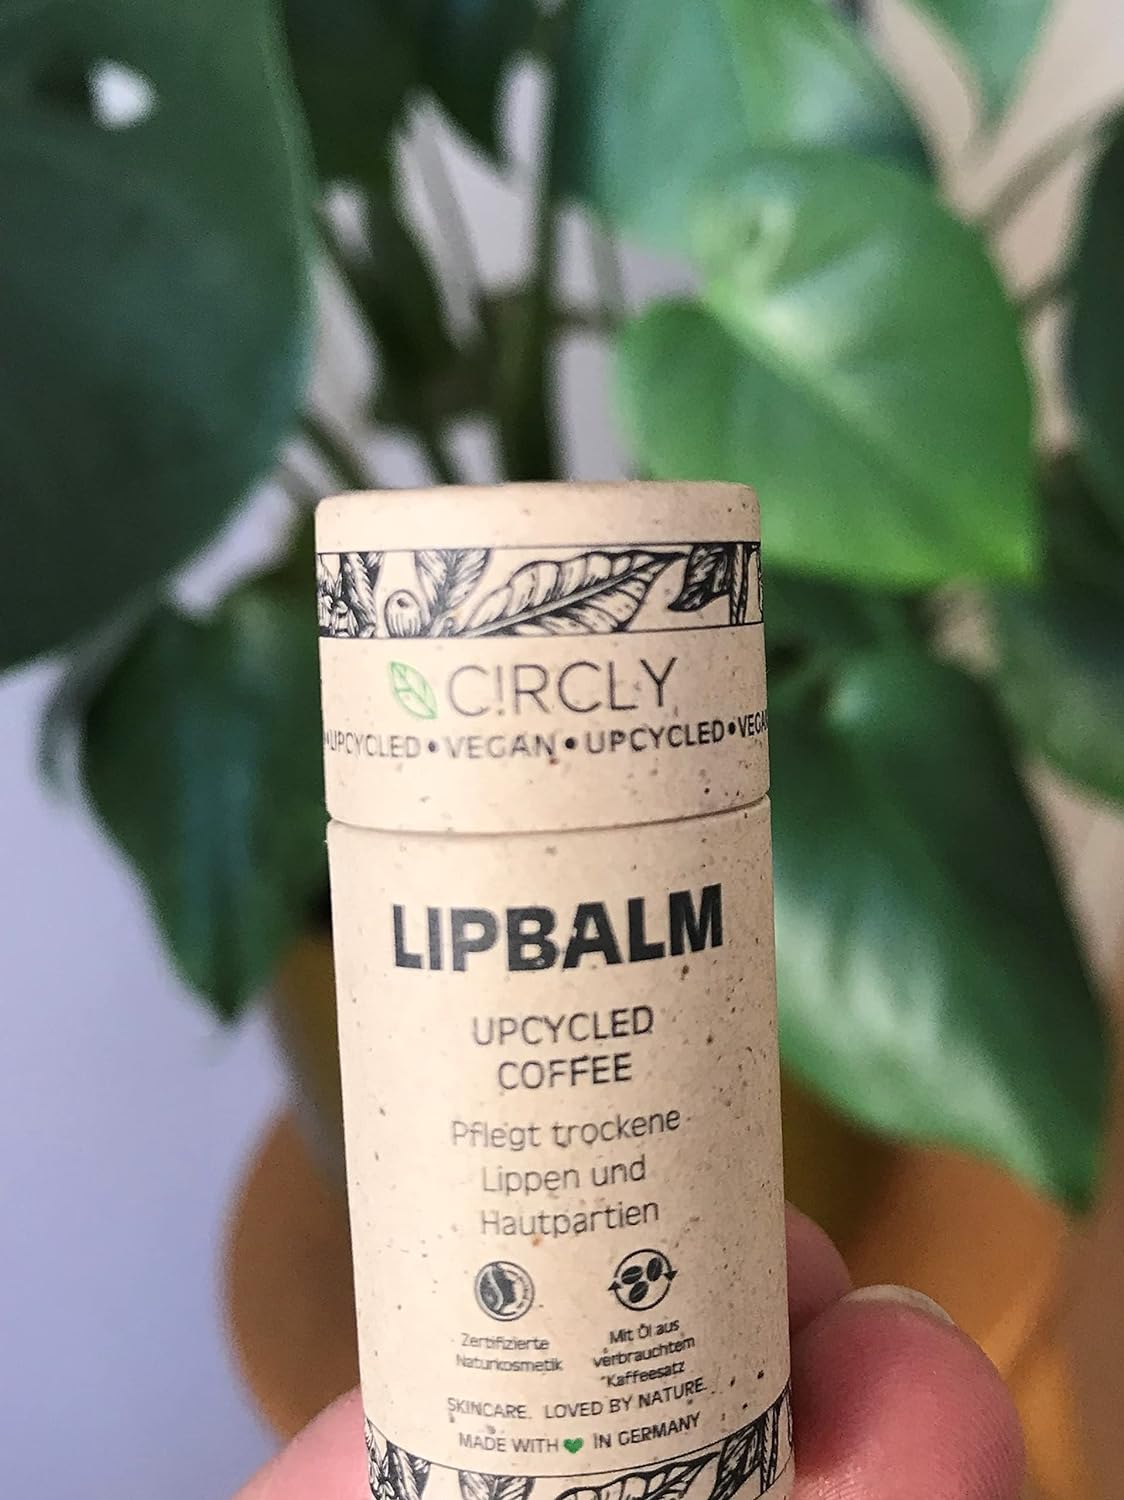 C!RCLY
UPCYCLED • VEGAN • UPCYCLED • VEGAN
LIPBALM
UPCYCLED
COFFEE
Pflegt trockene
Lippen und
Hautpartien
Zertifizierte
Naturkosmetik
Mit Öl aus
verbrauchtem
Kaffeesatz
SKINCARE. LOVED BY NATURE.
MADE WITH IN GERMANY